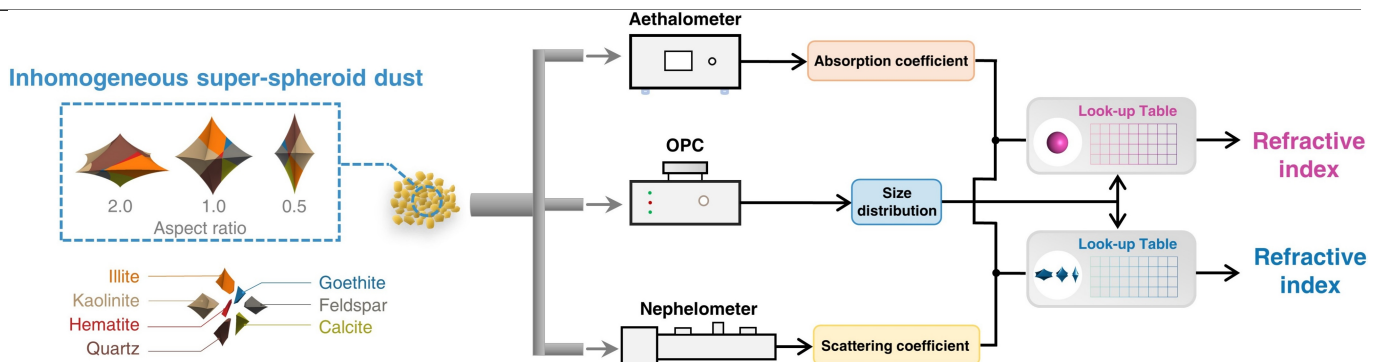 Inhomogeneous super-spheroid dust
2.0
1.0
0.5
Aspect ratio
Illite
Kaolinite
Hematite
Quartz
Goethite
Feldspar
Calcite
Aethalometer
Absorption coefficient
OPC
Size
distribution
Nephelometer
Scattering coefficient
Look-up Table
Refractive
index
Look-up Table
Refractive
index